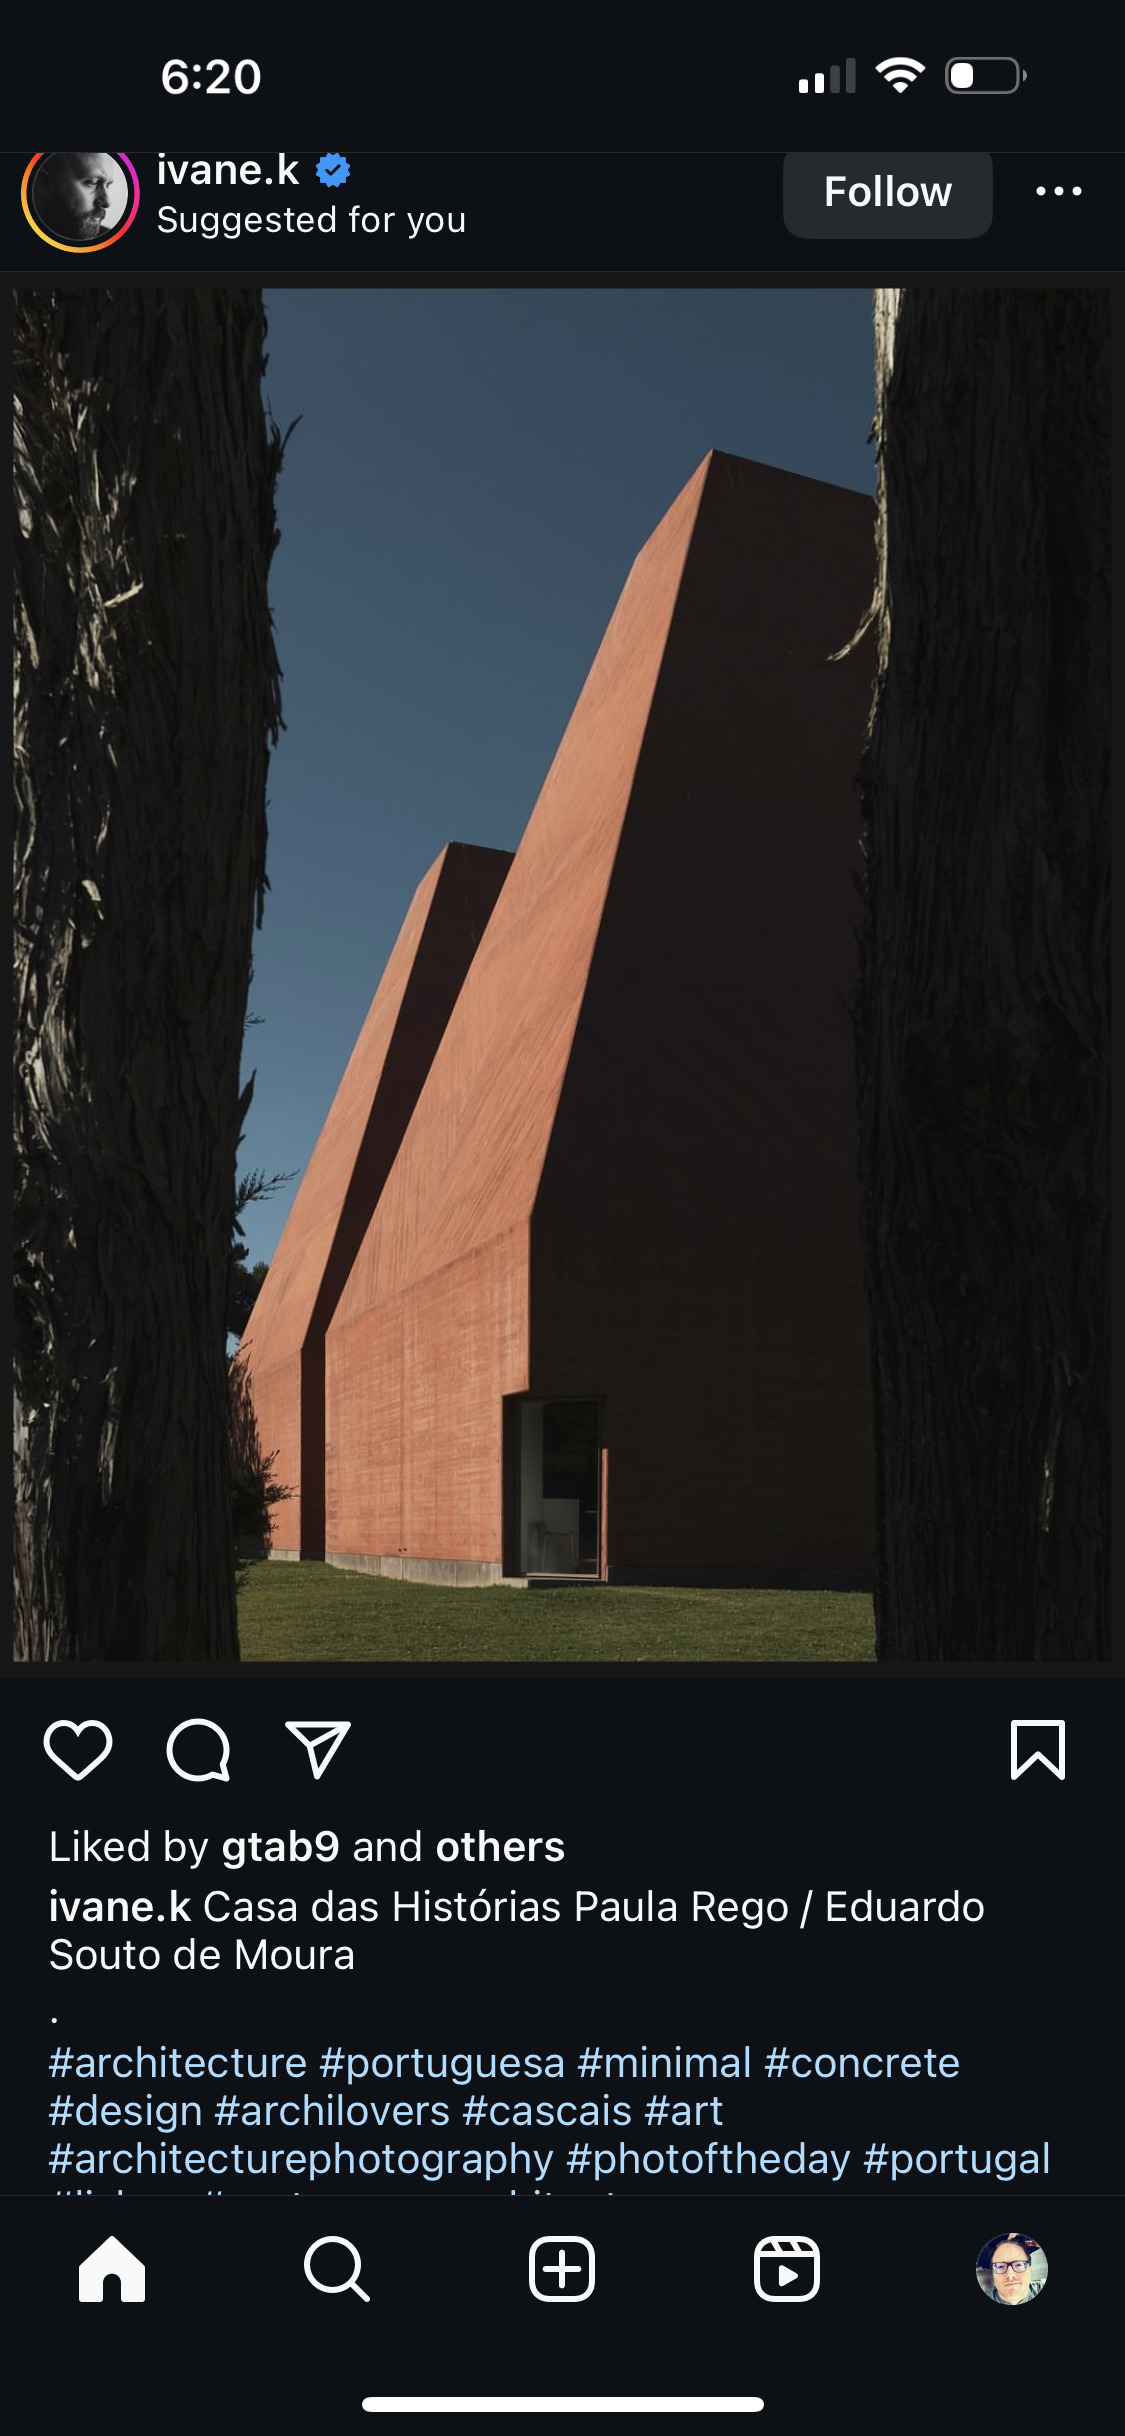 6:20
ivane.k
Suggested for you
Follow
Liked by gtab9 and others
ivane.k Casa das Histórias Paula Rego / Eduardo
Souto de Moura
.
#architecture #portuguesa #minimal #concrete
#design #archilovers #cascais #art
#architecturephotography #photooftheday #portugal